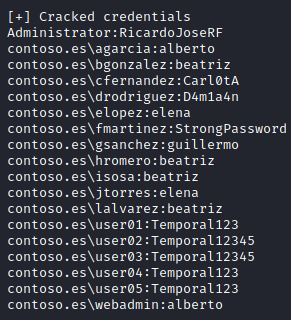 [+] Cracked credentials
Administrator:RicardoJoseRF
contoso.es\agarcia:alberto
contoso.es\bgonzalez:beatriz
contoso.es\cfernandez:Carl0tA
contoso.es\drodriguez:D4m1a4n
contoso.es\elopez:elena
contoso.es\fmartinez:StrongPassword
contoso.es\gsanchez:guillermo
contoso.es\hromero:beatriz
contoso.es\isosa:beatriz
contoso.es\jtorres:elena
contoso.es\lalvarez:beatriz
contoso.es\user01:Temporal123
contoso.es\user02:Temporal12345
contoso.es\user03:Temporal12345
contoso.es\user04:Temporal123
contoso.es\user05:Temporal123
contoso.es\webadmin:alberto